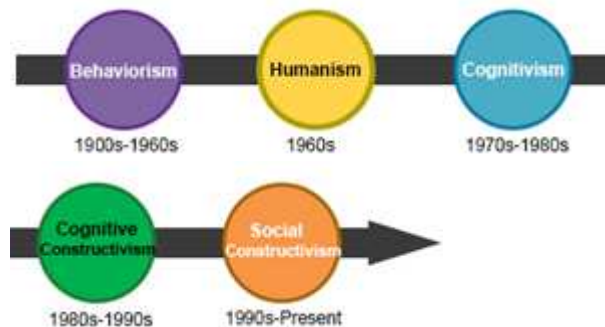 Behaviorism
Humanism
Cognitivism
1900s-1960s
1960s
1970s-1980s
Cognitive
Constructivism
Social
Constructivism
1980s-1990s
1990s-Present